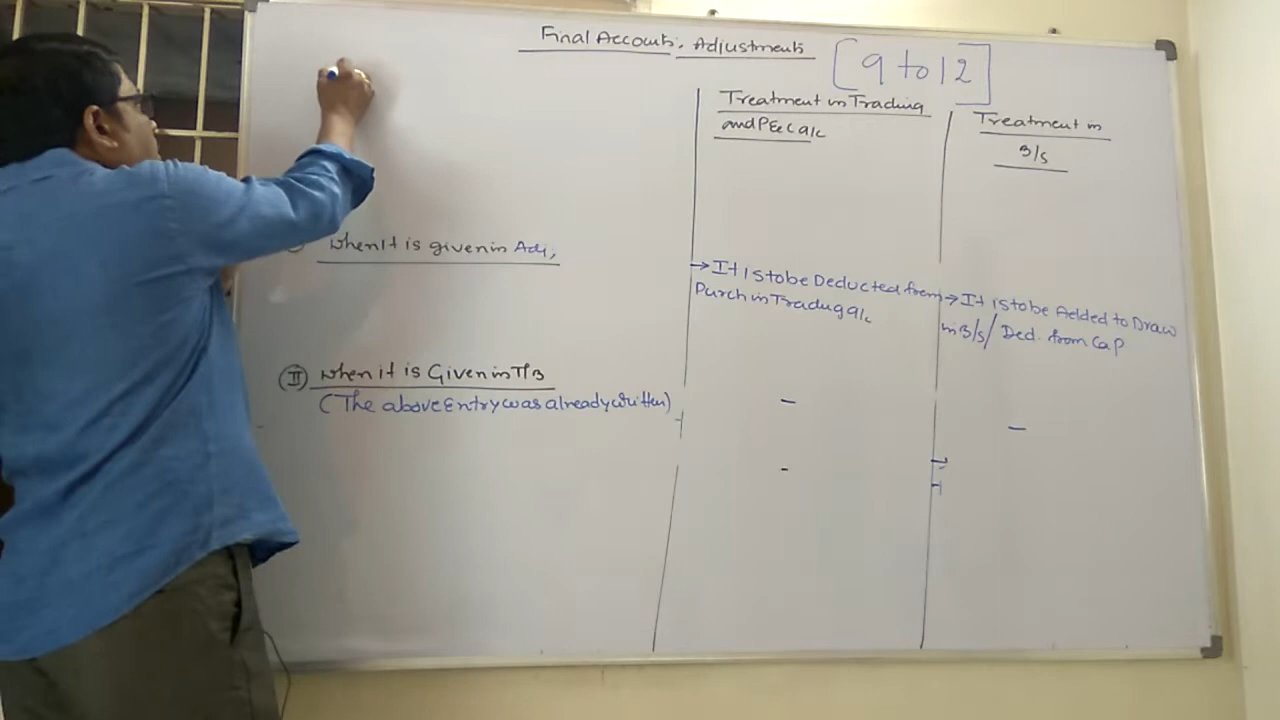 Final Accounts, Adjustments [9 to 12]
Treatment in Trading
and P&L a/c
Treatment in
B/S
When It is given in Adj;
→ It is to be Deducted from
Purch in Trading a/c
→ It is to be Added to Draw
in B/S/ Ded. from Cap
(II) When it is Given in T/B
(The above Entry was already written)
-
-
-